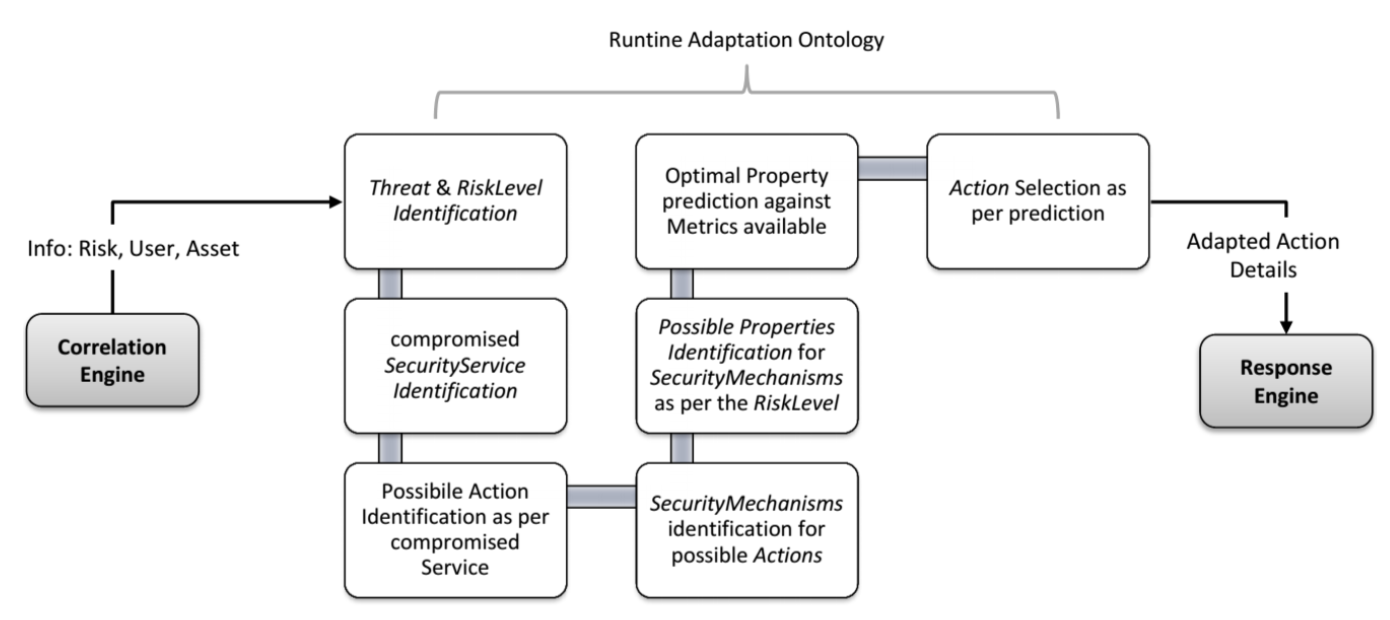 Runtine Adaptation Ontology
Threat & RiskLevel
Identification
Optimal Property
prediction against
Metrics available
Action Selection as
per prediction
Info: Risk, User, Asset
Adapted Action
Details
Correlation
Engine
compromised
SecurityService
Identification
Possible Properties
Identification for
SecurityMechanisms
as per the RiskLevel
Response
Engine
Possibile Action
Identification as per
compromised
Service
SecurityMechanisms
identification for
possible Actions